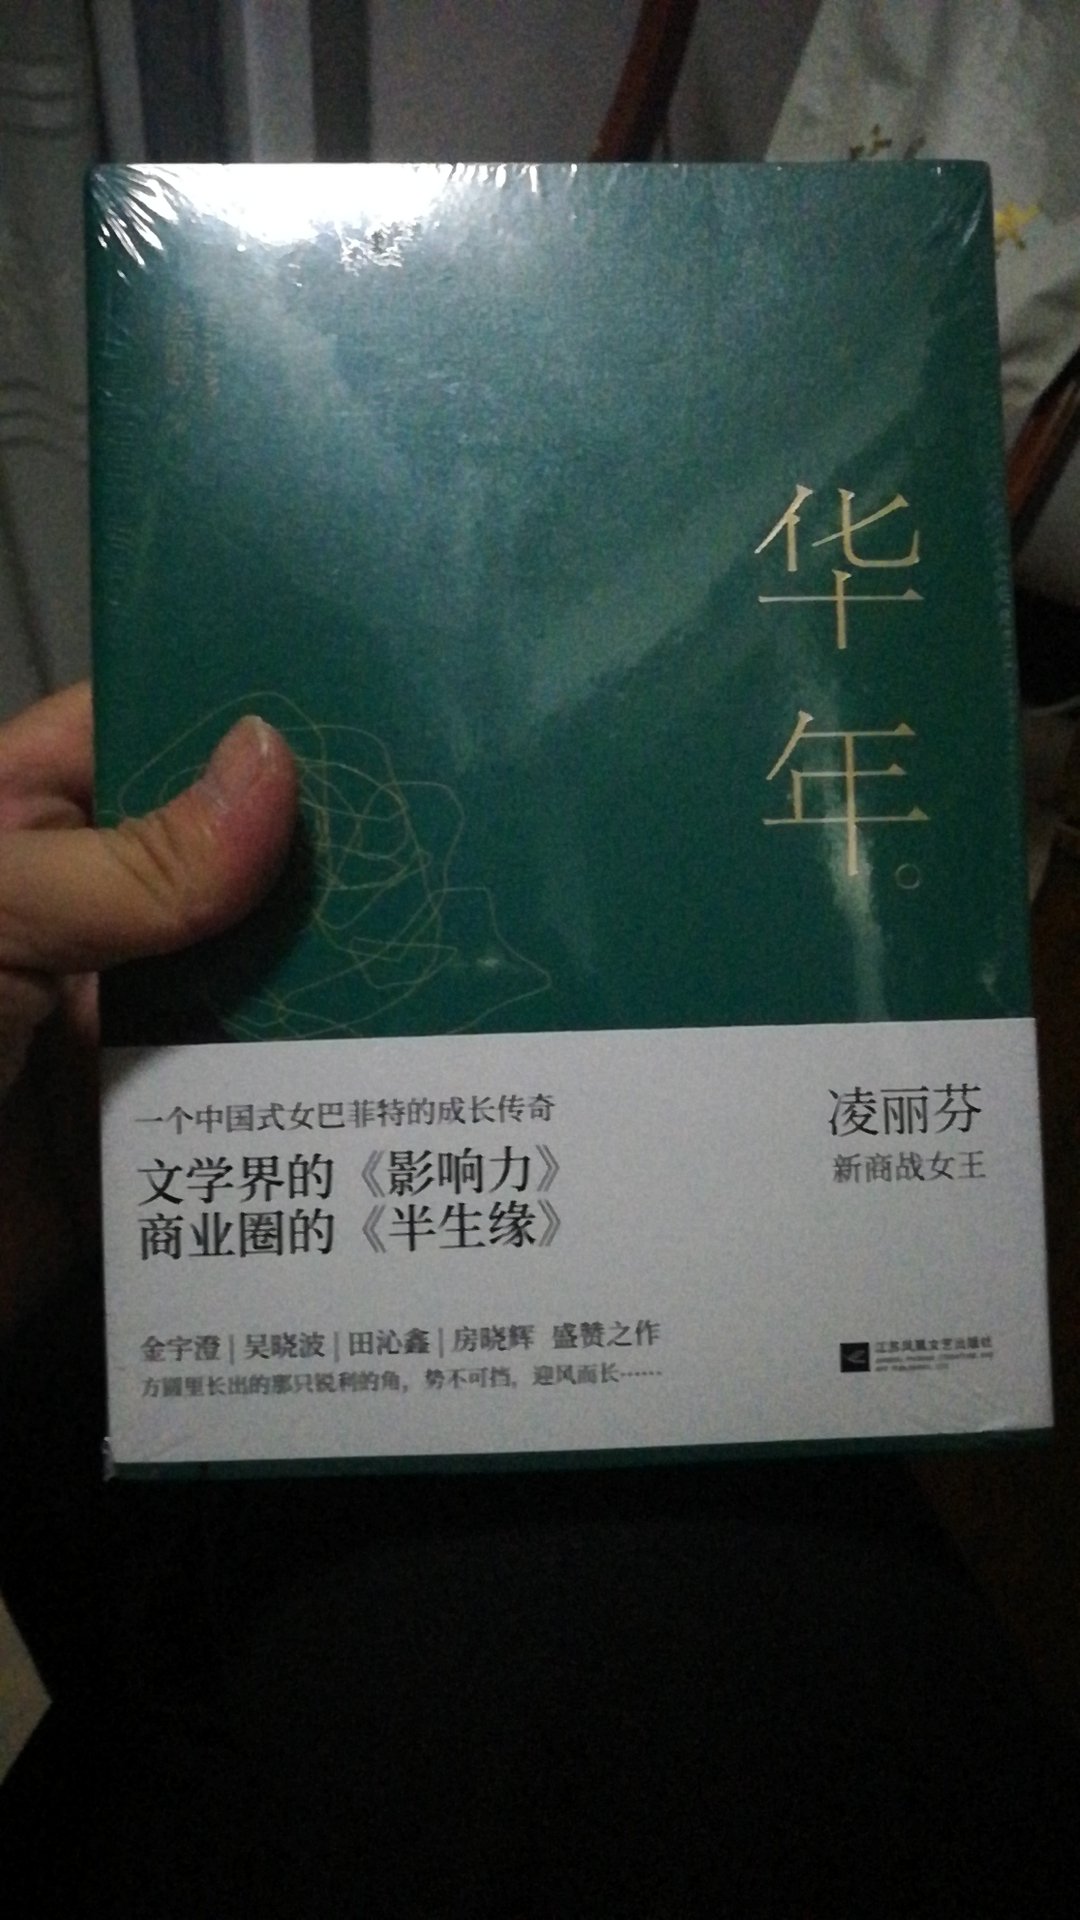 华年。
一个中国式女巴菲特的成长传奇
文学界的《影响力》
商业圈的《半生缘》
凌丽芬
新商战女王
金宇澄|吴晓波|田沁鑫|房晓辉 盛赞之作
方圆里长出的那只锐利的角，势不可挡，迎风而长……
江苏凤凰文艺出版社